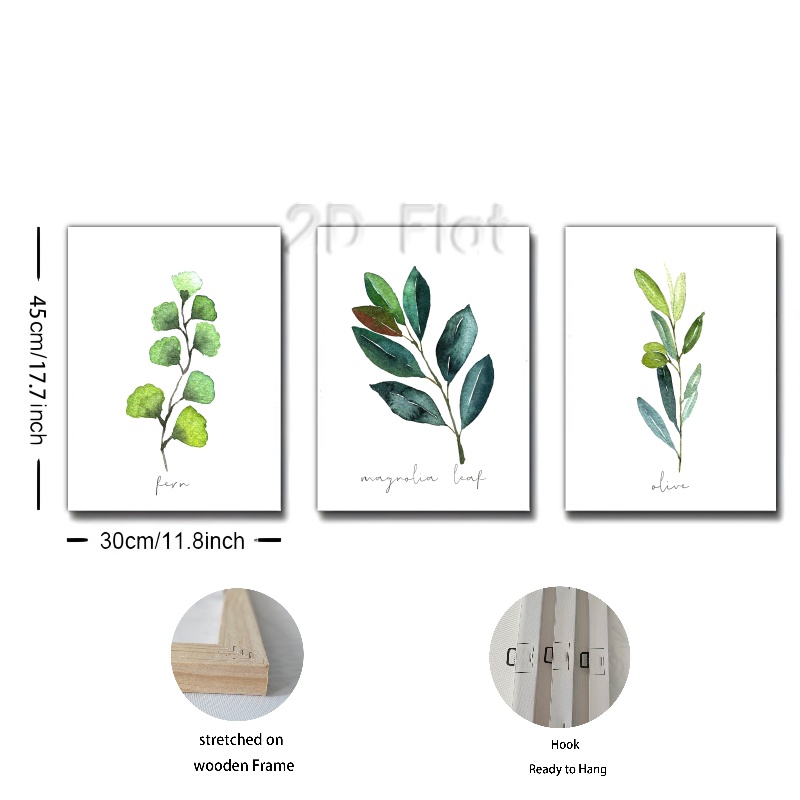 2D Flat
45cm/17.7inch
fern
magnolia leaf
olive
30cm/11.8inch
stretched on
wooden Frame
Hook
Ready to Hang